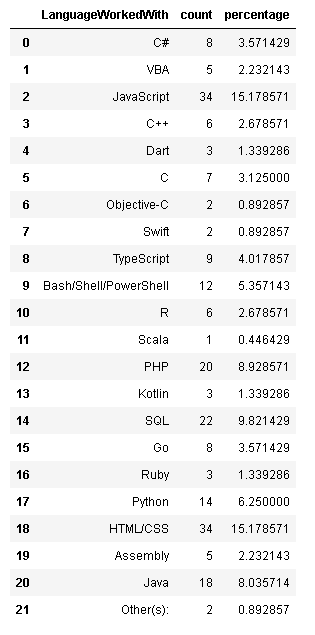 LanguageWorkedWith count percentage
0 C# 8 3.571429
1 VBA 5 2.232143
2 JavaScript 34 15.178571
3 C++ 6 2.678571
4 Dart 3 1.339286
5 C 7 3.125000
6 Objective-C 2 0.892857
7 Swift 2 0.892857
8 TypeScript 9 4.017857
9 Bash/Shell/PowerShell 12 5.357143
10 R 6 2.678571
11 Scala 1 0.446429
12 PHP 20 8.928571
13 Kotlin 3 1.339286
14 SQL 22 9.821429
15 Go 8 3.571429
16 Ruby 3 1.339286
17 Python 14 6.250000
18 HTML/CSS 34 15.178571
19 Assembly 5 2.232143
20 Java 18 8.035714
21 Other(s): 2 0.892857